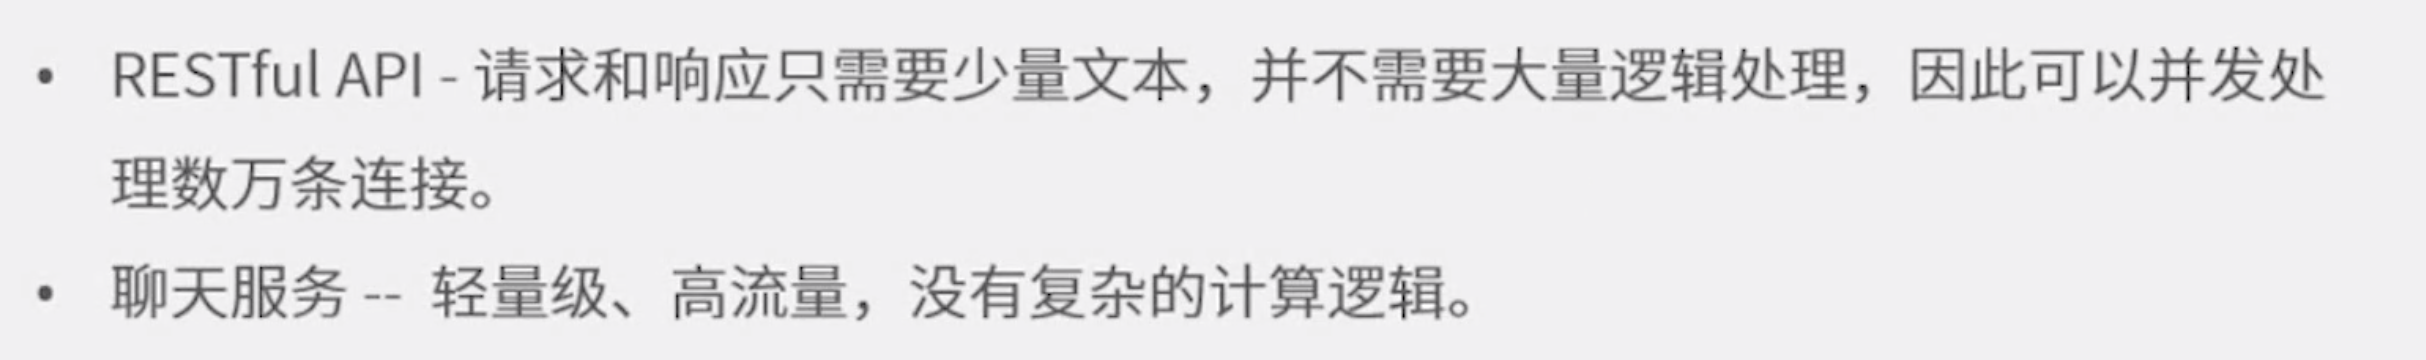 • RESTful API - 请求和响应只需要少量文本，并不需要大量逻辑处理，因此可以并发处
理数万条连接。
• 聊天服务 -- 轻量级、高流量，没有复杂的计算逻辑。